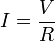 I = V/R